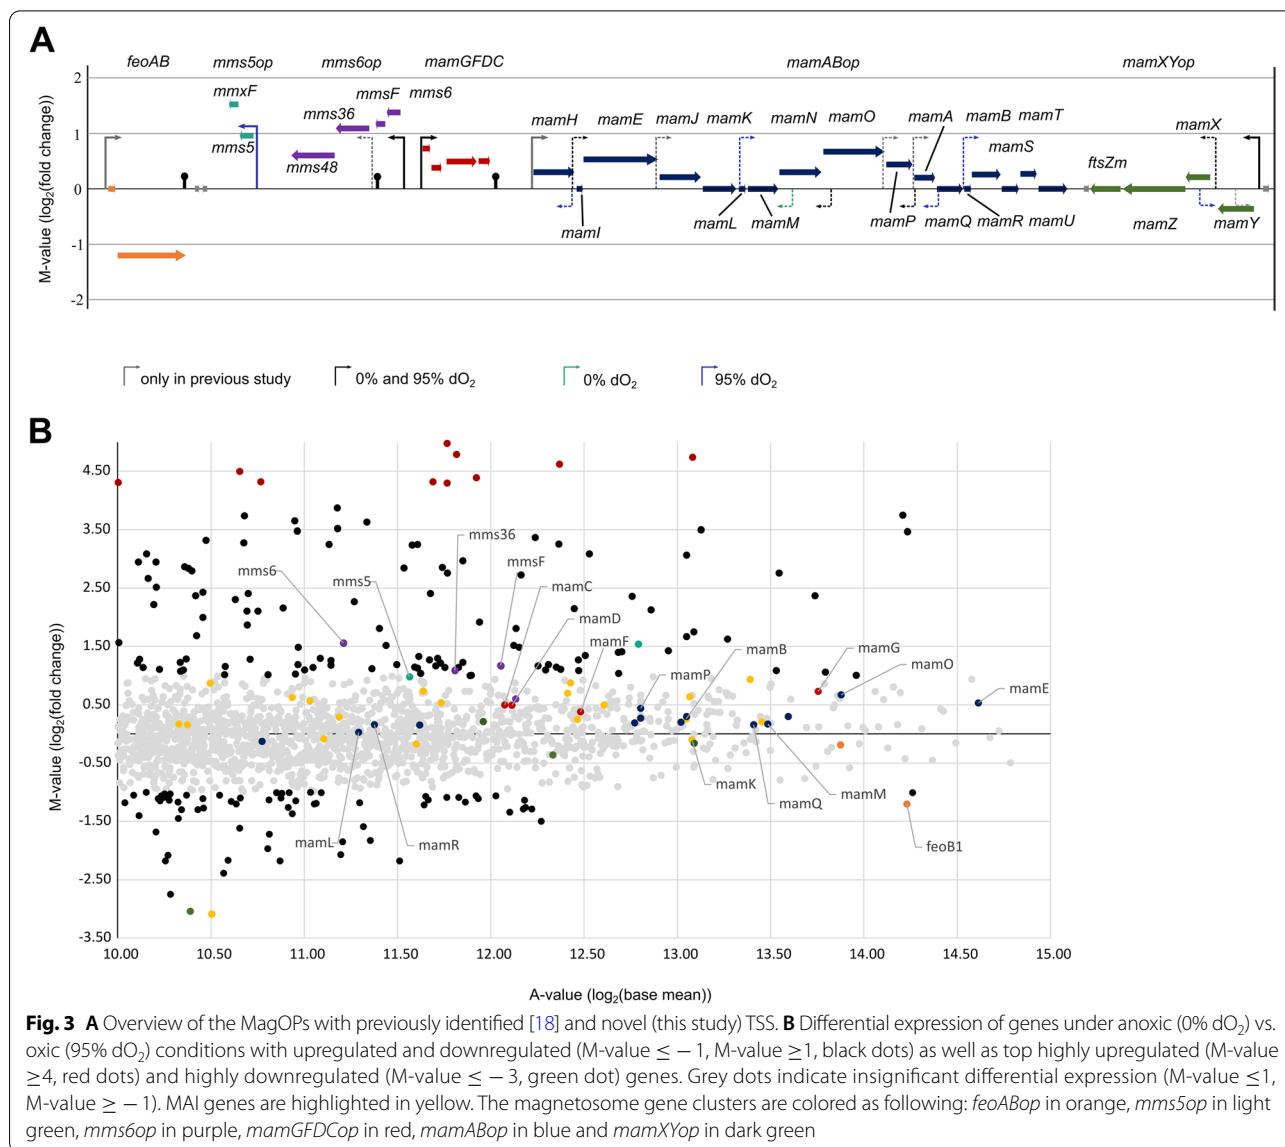 A
feoAB mms5op mms6op mamGFDC mamABop mamXYop
mmxF mmsF mms6
mms36 mamH mamE mamJ mamK mamN mamO mamA mamB mamT mamX
mms5 mms48 mamS ftsZm
mamI mamL mamM mamP mamQ mamR mamU mamZ mamY
M-value (log2(fold change))
2
1
0
-1
-2
only in previous study 0% and 95% dO2 0% dO2 95% dO2
B
M-value (log2(fold change))
4.50
3.50
2.50
1.50
0.50
-0.50
-1.50
-2.50
-3.50
mms36
mms6 mms5 mmsF
mamC
mamD
mamF mamB mamG
mamP mamO
mamE
mamK
mamQ mamM
mamL mamR feoB1
10.00 10.50 11.00 11.50 12.00 12.50 13.00 13.50 14.00 14.50 15.00
A-value (log2(base mean))
Fig. 3 A Overview of the MagOPs with previously identified [18] and novel (this study) TSS. B Differential expression of genes under anoxic (0% dO2) vs.
oxic (95% dO2) conditions with upregulated and downregulated (M-value ≤ − 1, M-value ≥1, black dots) as well as top highly upregulated (M-value
≥4, red dots) and highly downregulated (M-value ≤ − 3, green dot) genes. Grey dots indicate insignificant differential expression (M-value ≤1,
M-value ≥ − 1). MAI genes are highlighted in yellow. The magnetosome gene clusters are colored as following: feoABop in orange, mms5op in light
green, mms6op in purple, mamGFDCop in red, mamABop in blue and mamXYop in dark green